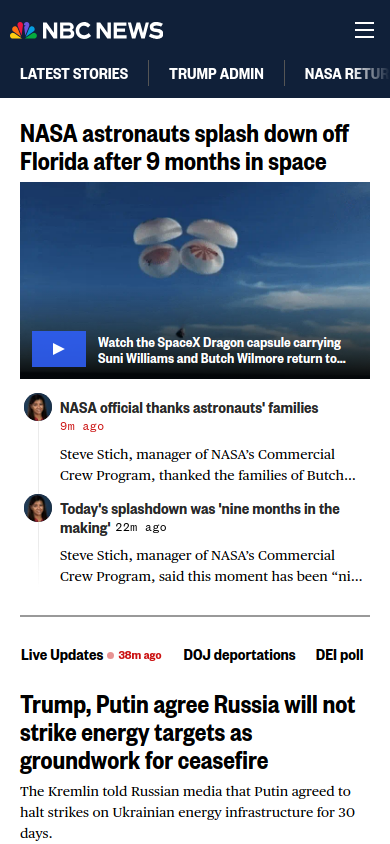 NBC NEWS
LATEST STORIES
TRUMP ADMIN
NASA RETUR
NASA astronauts splash down off
Florida after 9 months in space
Watch the SpaceX Dragon capsule carrying
Suni Williams and Butch Wilmore return to...
NASA official thanks astronauts' families
9m ago
Steve Stich, manager of NASA’s Commercial
Crew Program, thanked the families of Butch...
Today's splashdown was 'nine months in the
making' 22m ago
Steve Stich, manager of NASA’s Commercial
Crew Program, said this moment has been “ni...
Live Updates 38m ago DOJ deportations DEI poll
Trump, Putin agree Russia will not
strike energy targets as
groundwork for ceasefire
The Kremlin told Russian media that Putin agreed to
halt strikes on Ukrainian energy infrastructure for 30
days.